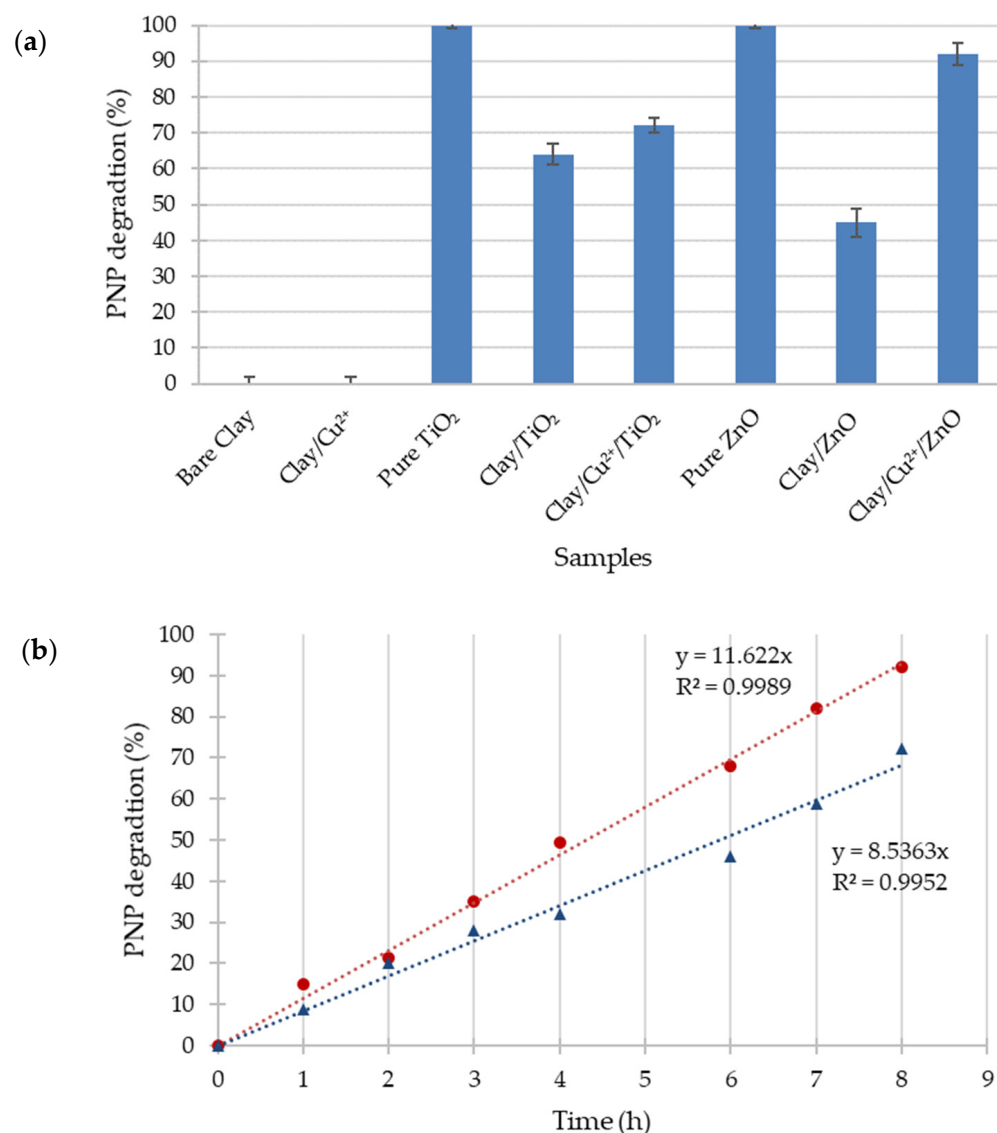 (a)
PNP degradtion (%)
100
90
80
70
60
50
40
30
20
10
0
Bare Clay
Clay/Cu²⁺
Pure TiO₂
Clay/TiO₂
Clay/Cu²⁺/TiO₂
Pure ZnO
Clay/ZnO
Clay/Cu²⁺/ZnO
Samples
(b)
PNP degradtion (%)
100
90
80
70
60
50
40
30
20
10
0
y = 11.622x
R² = 0.9989
y = 8.5363x
R² = 0.9952
0 1 2 3 4 5 6 7 8 9
Time (h)